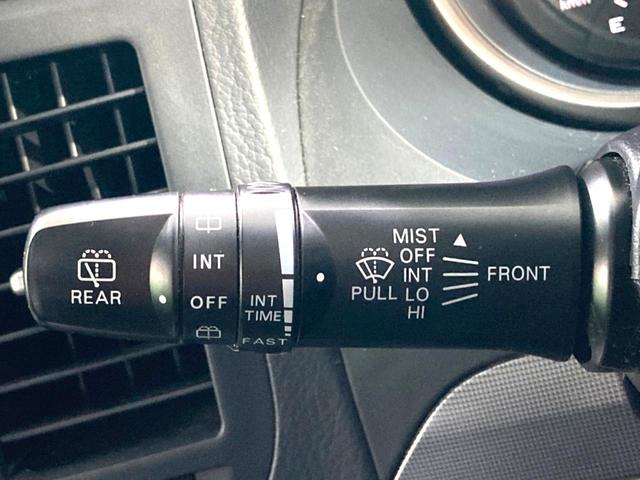 REAR
INT
OFF
INT
TIME
FAST
MIST
OFF
INT
LO
HI
PULL
FRONT
E